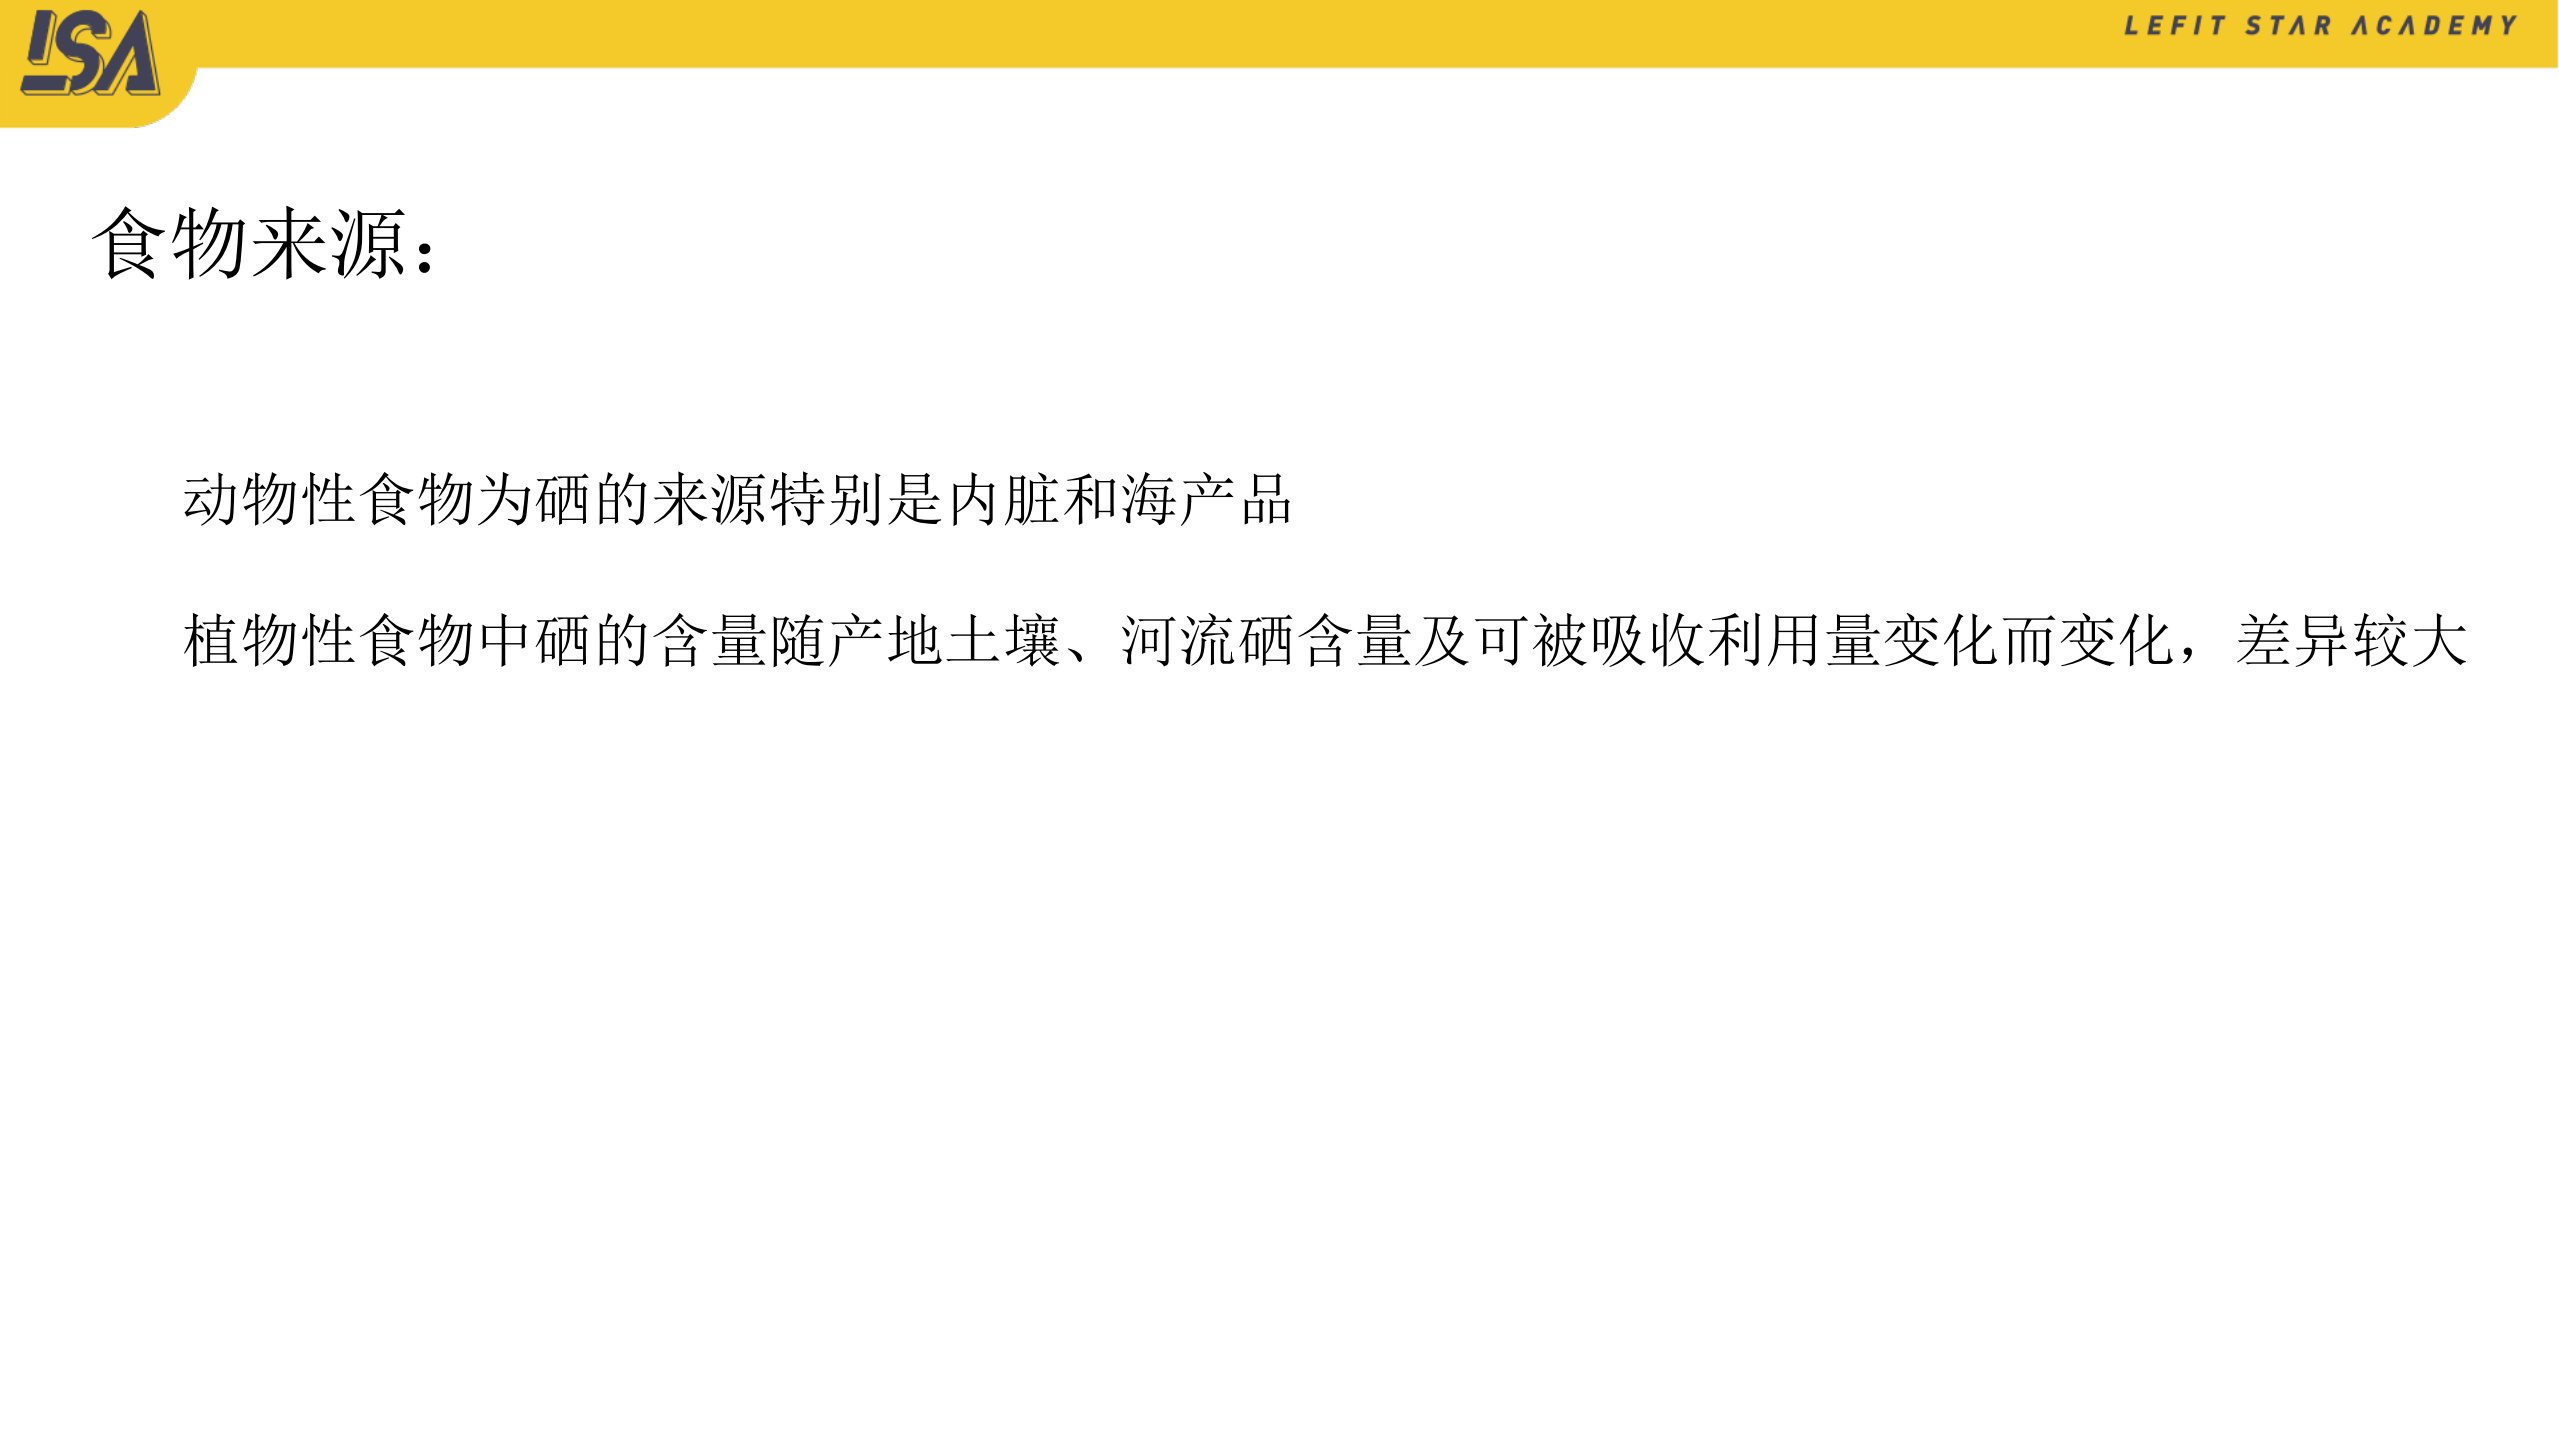 LSA
LEFIT STAR ACADEMY
食物来源：
动物性食物为硒的来源特别是内脏和海产品
植物性食物中硒的含量随产地土壤、河流硒含量及可被吸收利用量变化而变化，差异较大